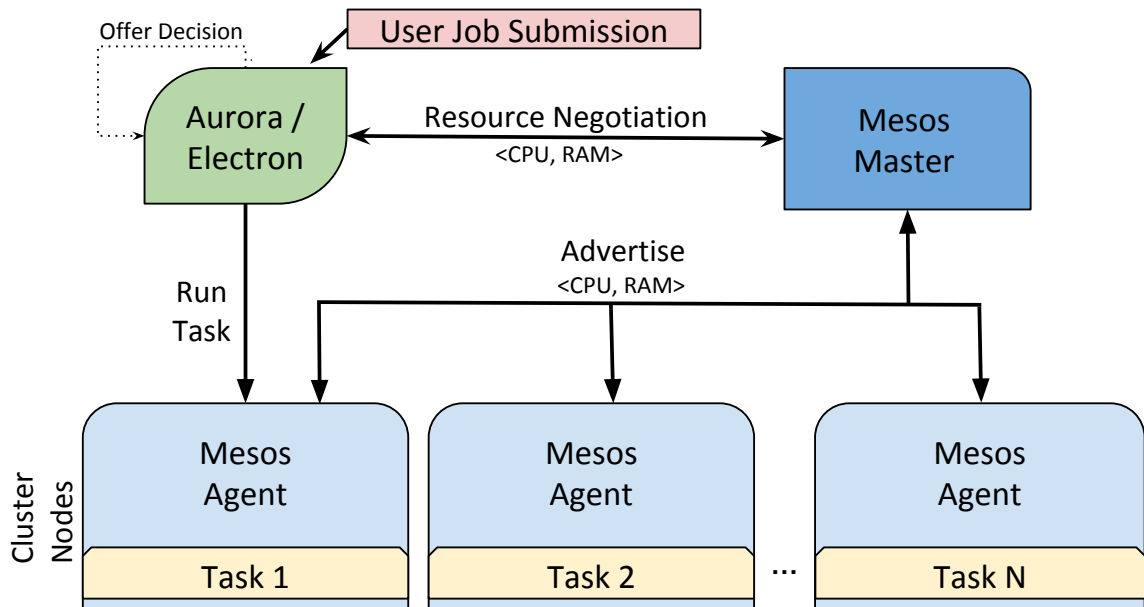 Offer Decision
User Job Submission
Aurora /
Electron
Resource Negotiation
<CPU, RAM>
Mesos
Master
Advertise
<CPU, RAM>
Run
Task
Cluster
Nodes
Mesos
Agent
Mesos
Agent
Mesos
Agent
Task 1
Task 2
...
Task N